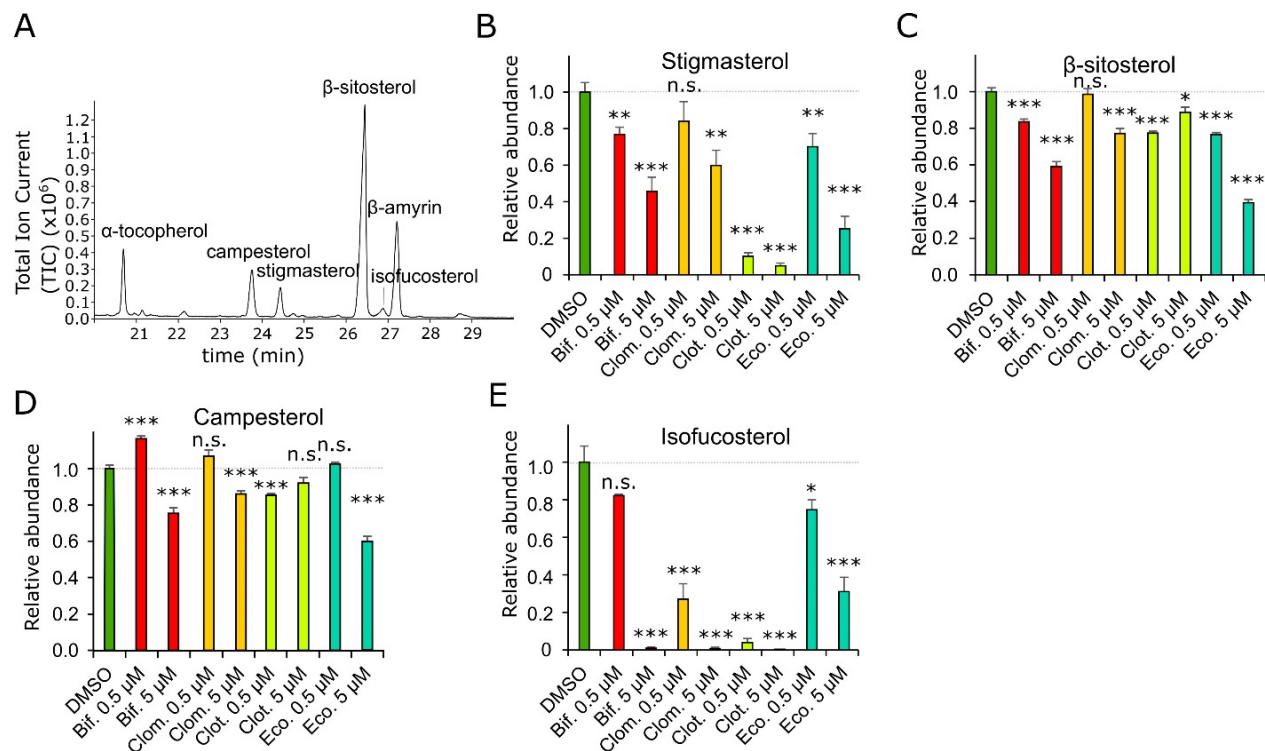 A
Total Ion Current
(TIC) (x10⁶)
1.2
1.1
1.0
0.9
0.8
0.7
0.6
0.5
0.4
0.3
0.2
0.1
0.0
α-tocopherol
campesterol
stigmasterol
β-sitosterol
β-amyrin
isofucosterol
21 22 23 24 25 26 27 28 29
time (min)
B
Stigmasterol
Relative abundance
1.0
0.8
0.6
0.4
0.2
0
** *** n.s. ** *** *** ** ***
DMSO
Bif. 0.5 µM
Bif. 5 µM
Clom. 0.5 µM
Clom. 5 µM
Clot. 0.5 µM
Clot. 5 µM
Eco. 0.5 µM
Eco. 5 µM
C
β-sitosterol
Relative abundance
1.0
0.8
0.6
0.4
0.2
0.0
*** *** n.s. *** *** * *** ***
DMSO
Bif. 0.5 µM
Bif. 5 µM
Clom. 0.5 µM
Clom. 5 µM
Clot. 0.5 µM
Clot 5 µM
Eco. 0.5 µM
Eco. 5 µM
D
Campesterol
Relative abundance
1.0
0.8
0.6
0.4
0.2
0.0
*** *** n.s. *** *** n.s. n.s. ***
DMSO
Bif. 0.5 µM
Bif. 5 µM
Clom. 0.5 µM
Clom. 5 µM
Clot. 0.5 µM
Clot. 5 µM
Eco. 0.5 µM
Eco. 5 µM
E
Isofucosterol
Relative abundance
1.0
0.8
0.6
0.4
0.2
0
n.s. *** *** *** *** *** * ***
DMSO
Bif. 0.5 µM
Bif. 5 µM
Clom. 0.5 µM
Clom. 5 µM
Clot. 0.5 µM
Clot. 5 µM
Eco. 0.5 µM
Eco. 5 µM